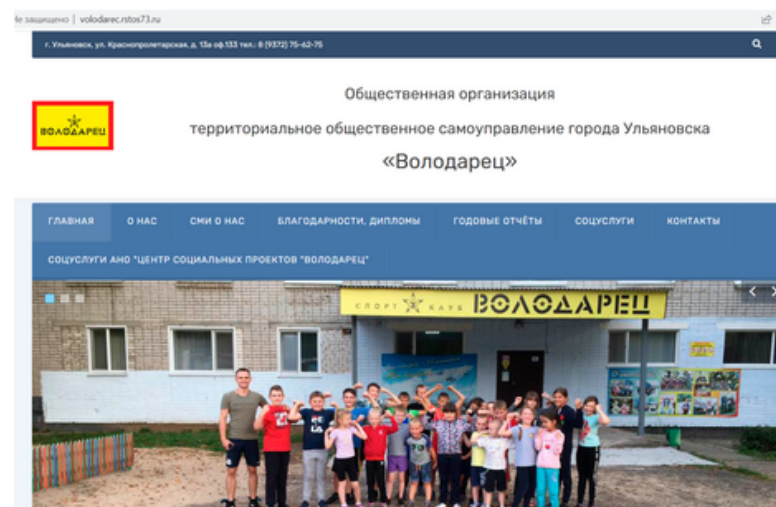 Не защищено | volodarec.rstos73.ru
г. Ульяновск, ул. Краснопролетарская, д. 13а оф.133 тел.: 8 (9372) 75-62-75
Общественная организация
ВОЛОДАРЕЦ
территориальное общественное самоуправление города Ульяновска
«Володарец»
ГЛАВНАЯ О НАС СМИ О НАС БЛАГОДАРНОСТИ, ДИПЛОМЫ ГОДОВЫЕ ОТЧЁТЫ СОЦУСЛУГИ КОНТАКТЫ
СОЦУСЛУГИ АНО "ЦЕНТР СОЦИАЛЬНЫХ ПРОЕКТОВ "ВОЛОДАРЕЦ"
СПОРТ КЛУБ ВОЛОДАРЕЦ